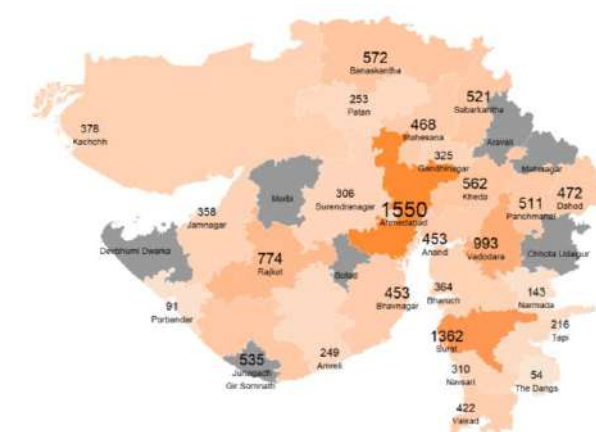 572
Banaskantha
253
Patan
521
Sabarkantha
378
Kachchh
468
Mahesana
Aravali
325
Gandhinagar
Mahisagar
562
Kheda
472
Dahod
511
Panchmahal
306
Surendranagar
Morbi
1550
Ahmedabad
358
Jamnagar
453
Anand
993
Vadodara
Chhota Udaipur
Devbhumi Dwarka
774
Rajkot
Botad
453
Bhavnagar
364
Bharuch
143
Narmada
91
Porbandar
216
Tapi
1362
Surat
535
Junagadh
Gir Somnath
249
Amreli
310
Navsari
54
The Dangs
422
Valsad